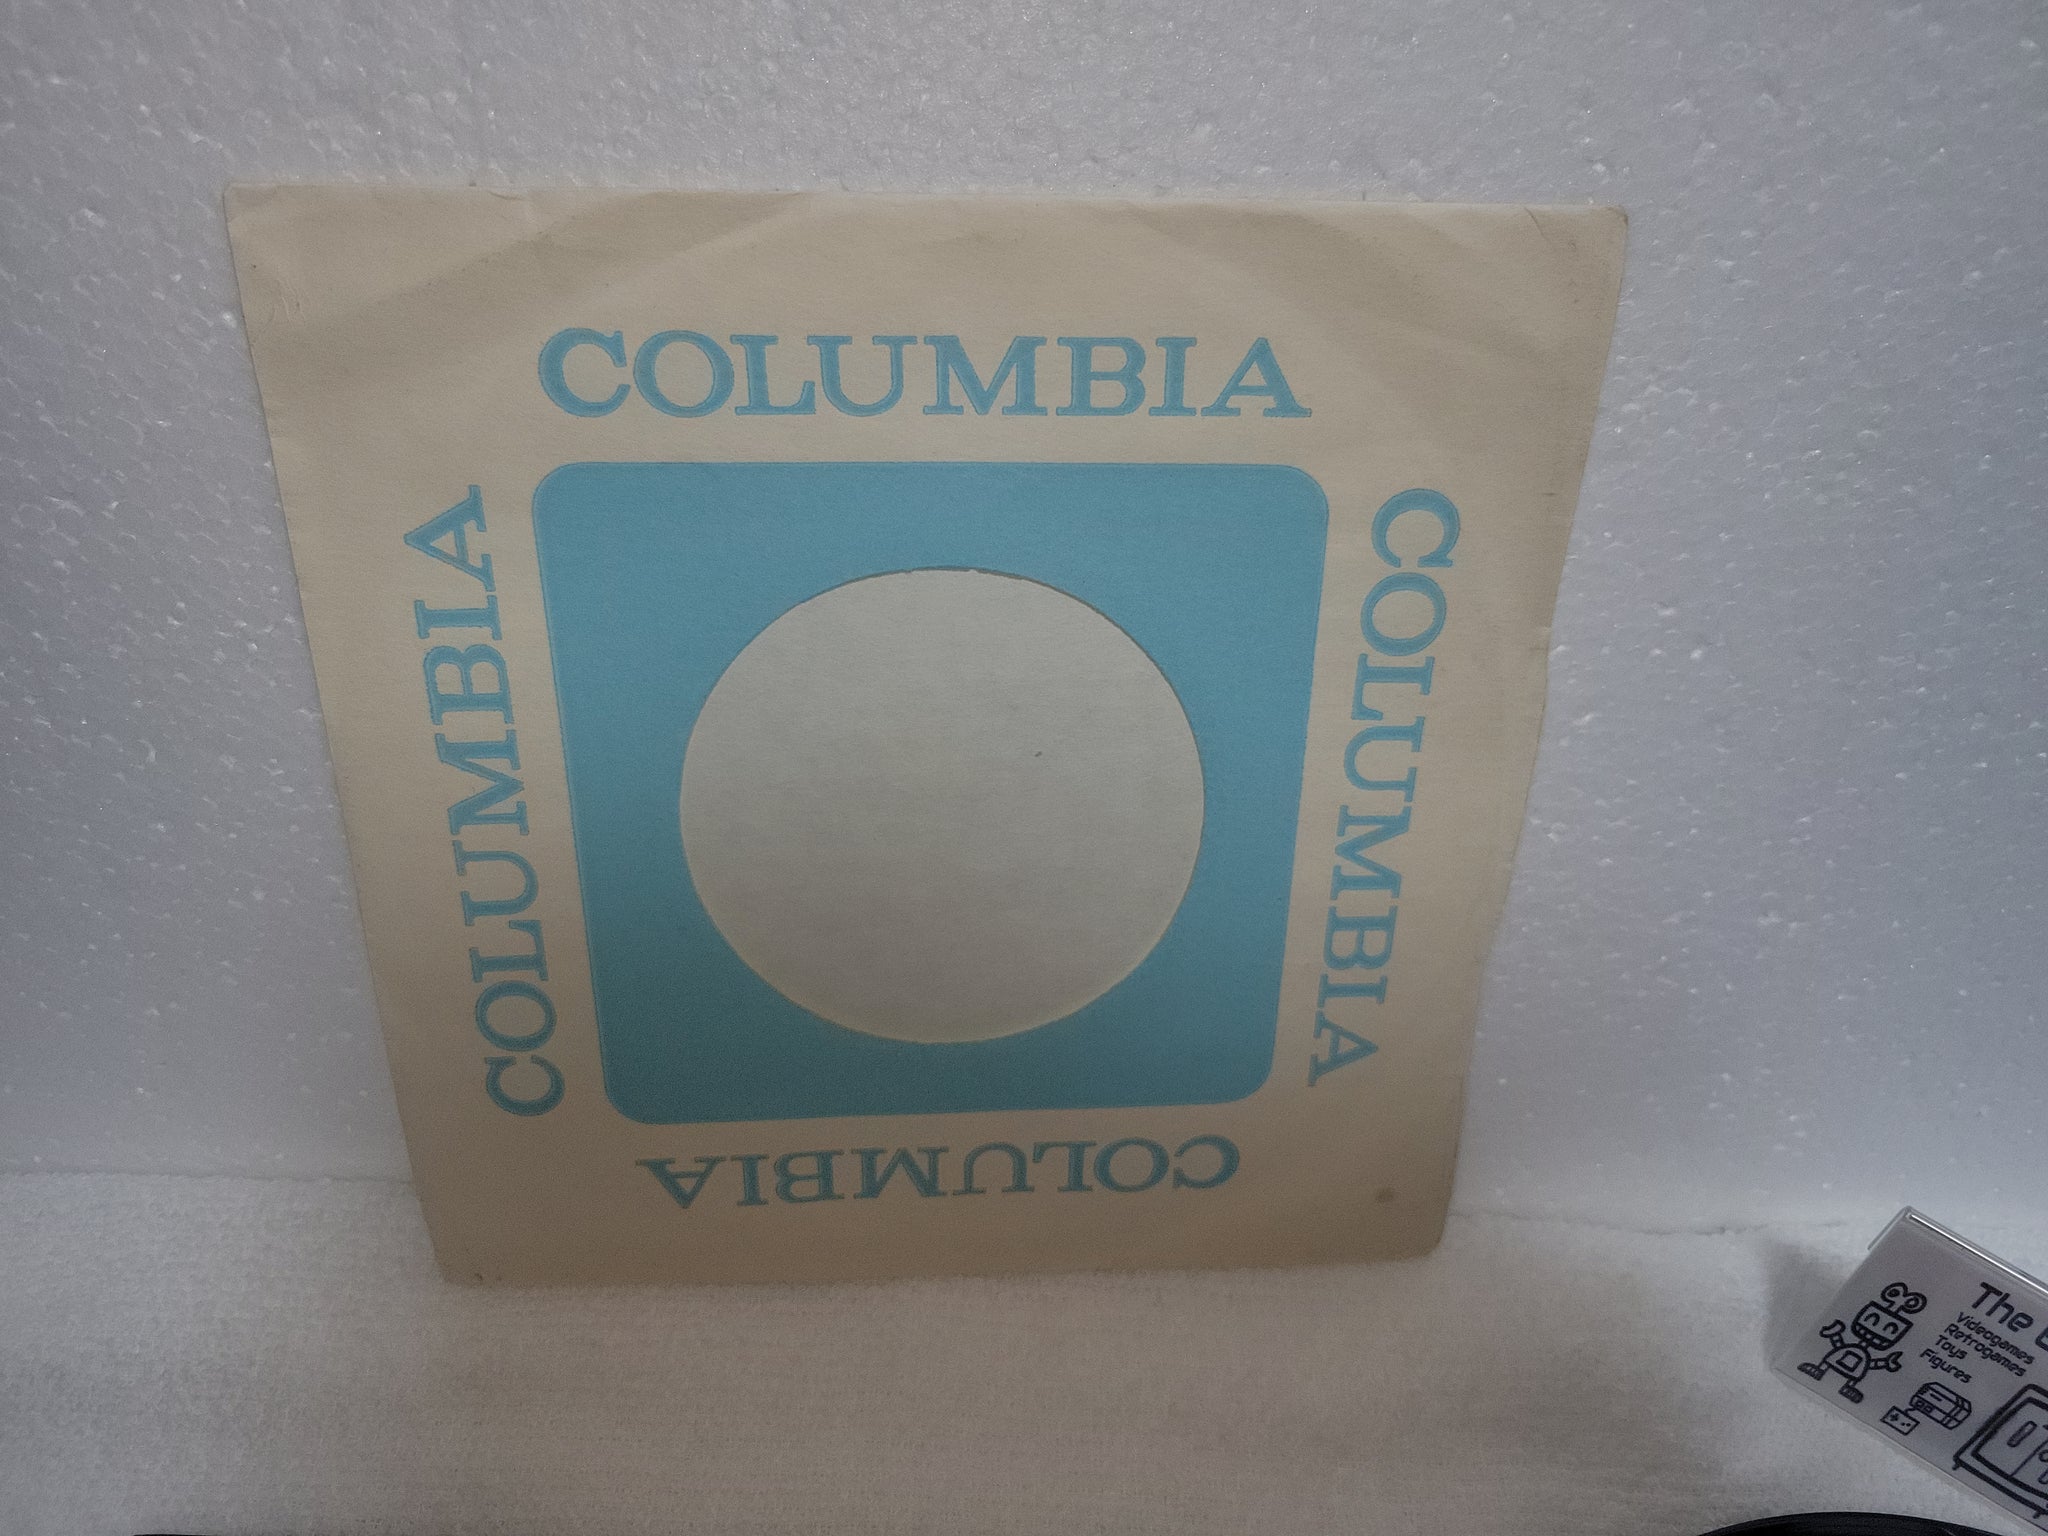 COLUMBIA
COLUMBIA
COLUMBIA
COLUMBIA
The
Videogames
Retrogames
Toys
Figures